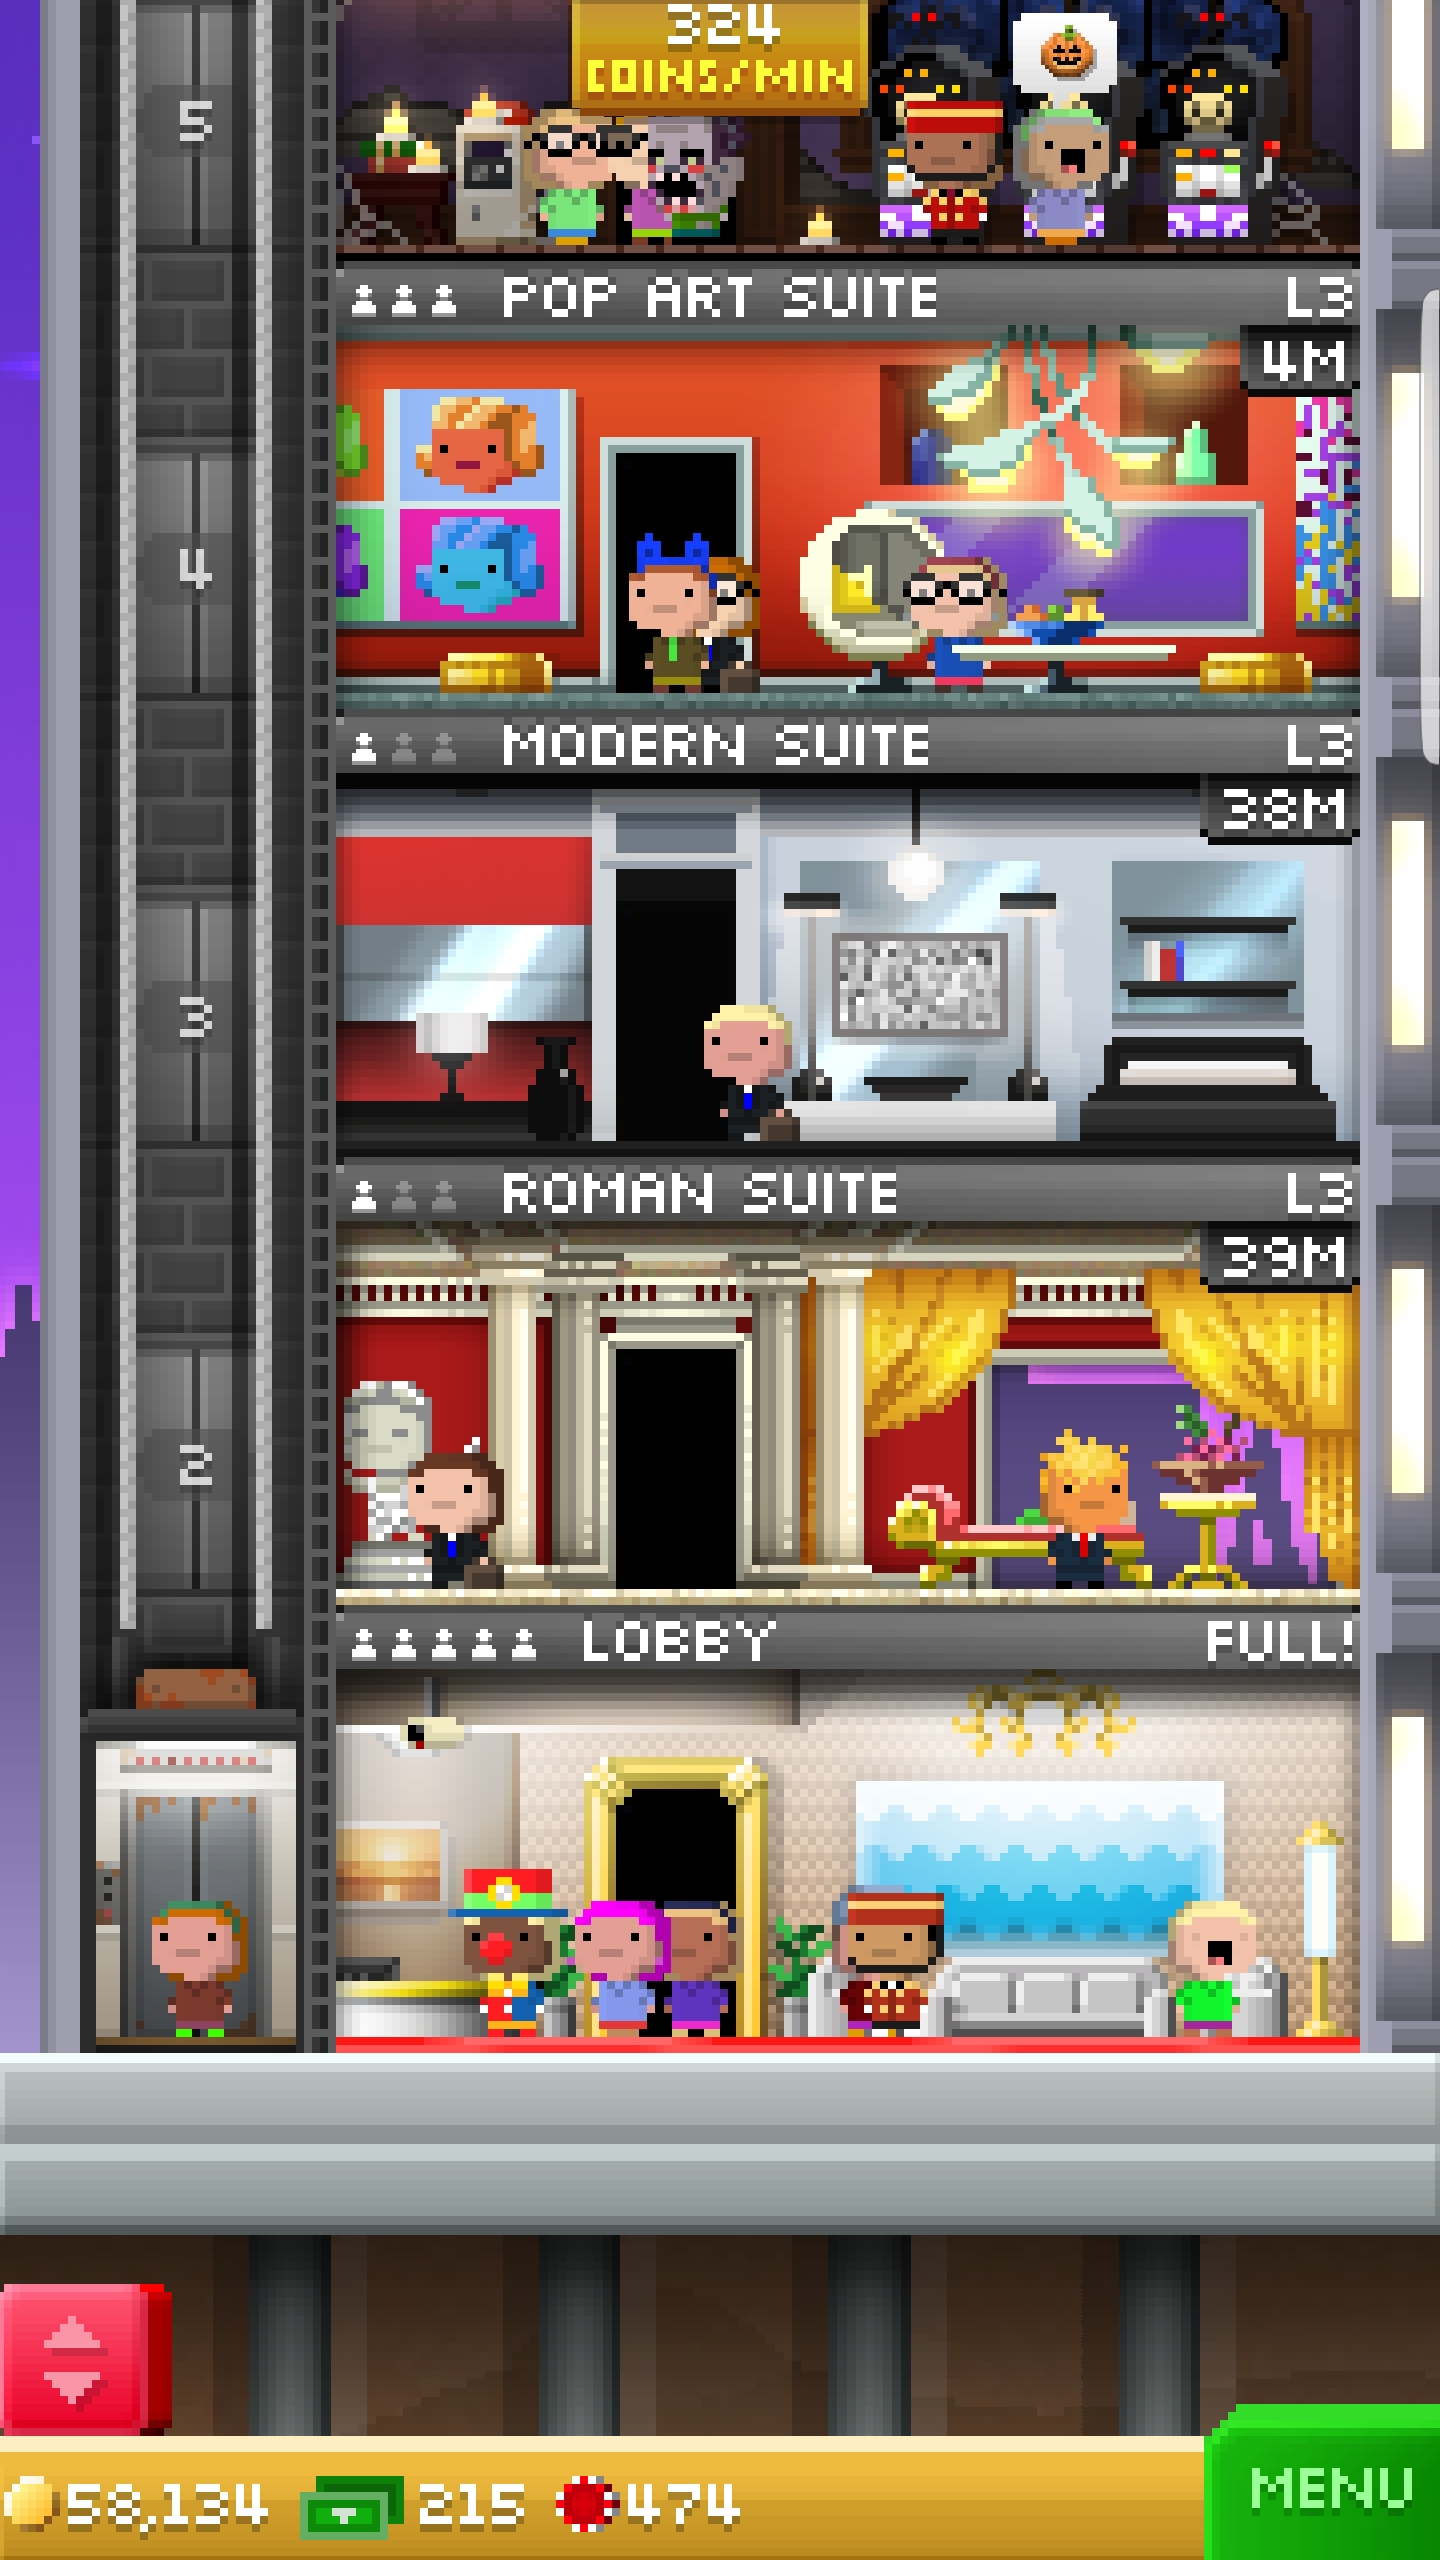 324
COINS/MIN
5
POP ART SUITE L3
4M
4
MODERN SUITE L3
38M
3
ROMAN SUITE L3
39M
2
LOBBY FULL!
58,134 215 474
MENU